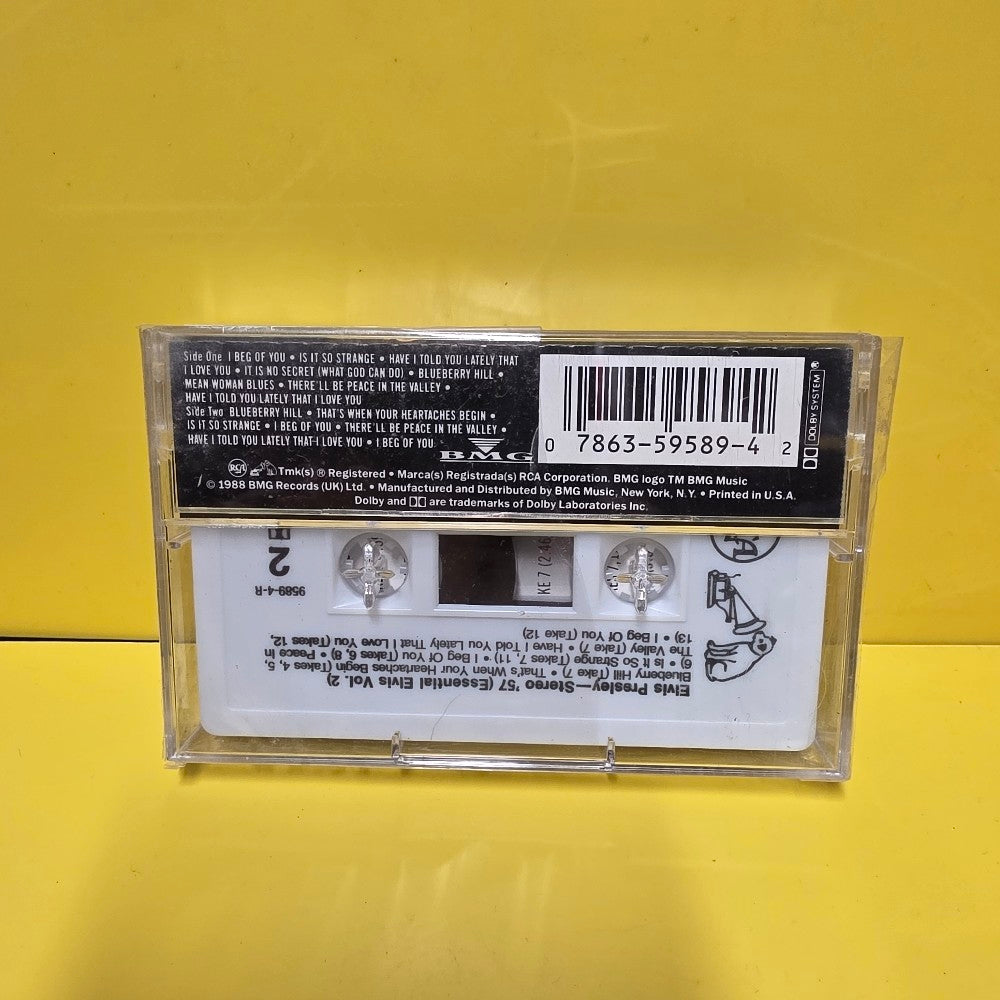 Side One I BEG OF YOU • IS IT SO STRANGE • HAVE I TOLD YOU LATELY THAT
I LOVE YOU • IT IS NO SECRET (WHAT GOD CAN DO) • BLUEBERRY HILL •
MEAN WOMAN BLUES • THERE'LL BE PEACE IN THE VALLEY •
HAVE I TOLD YOU LATELY THAT I LOVE YOU
Side Two BLUEBERRY HILL • THAT'S WHEN YOUR HEARTACHES BEGIN •
IS IT SO STRANGE • I BEG OF YOU • THERE'LL BE PEACE IN THE VALLEY •
HAVE I TOLD YOU LATELY THAT I LOVE YOU • I BEG OF YOU
BMG
0 7863-59589-4 2
DOLBY SYSTEM®
RCA Tmk(s) ® Registered • Marca(s) Registrada(s) RCA Corporation. BMG logo TM BMG Music
© 1988 BMG Records (UK) Ltd. • Manufactured and Distributed by BMG Music, New York, N.Y. • Printed in U.S.A.
Dolby and are trademarks of Dolby Laboratories Inc.
Elvis Presley—Stereo '57 (Essential Elvis Vol. 2)
Blueberry Hill (Take 7) • That's When Your Heartaches Begin (Takes 4, 5,
6) • Is It So Strange (Takes 7, 11) • I Beg Of You (Takes 6, 8) • Peace In
The Valley (Take 7) • Have I Told You Lately That I Love You (Takes 12,
13) • I Beg Of You (Take 12)
2
9589-4-R
KE 7 (2:46